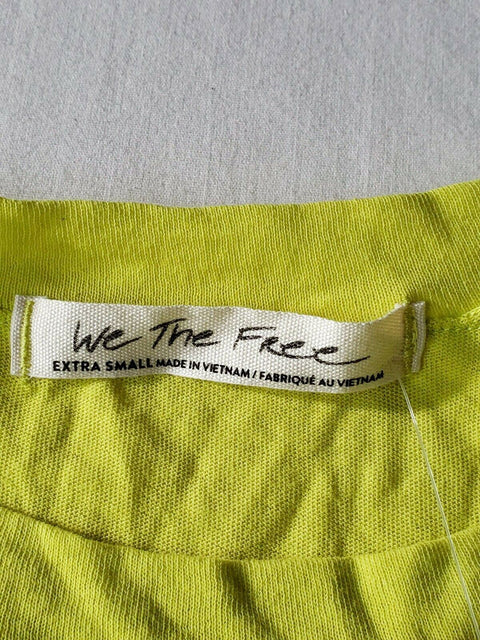 We The Free
EXTRA SMALL MADE IN VIETNAM / FABRIQUÉ AU VIETNAM